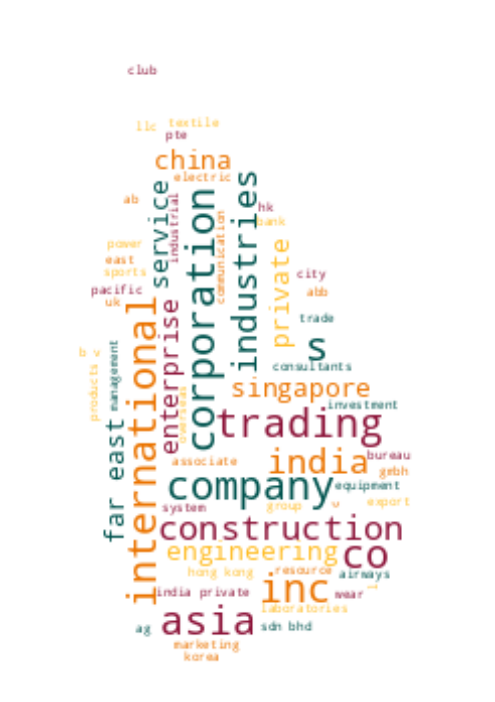 club
llc
textile
pte
china
electric
service
industrial
ab
corporation
industries
hk
bank
communication
power
east
sports
pacific
uk
private
city
abb
trade
s
consultants
international
enterprise
management
products
overseas
singapore
investment
trading
far east
associate
india
bureau
gmbh
company
equipment
system
group
v
export
construction
engineering
co
hong kong
resource
airways
inc
india private
wear
laboratories
asia
ag
sdn bhd
marketing
korea